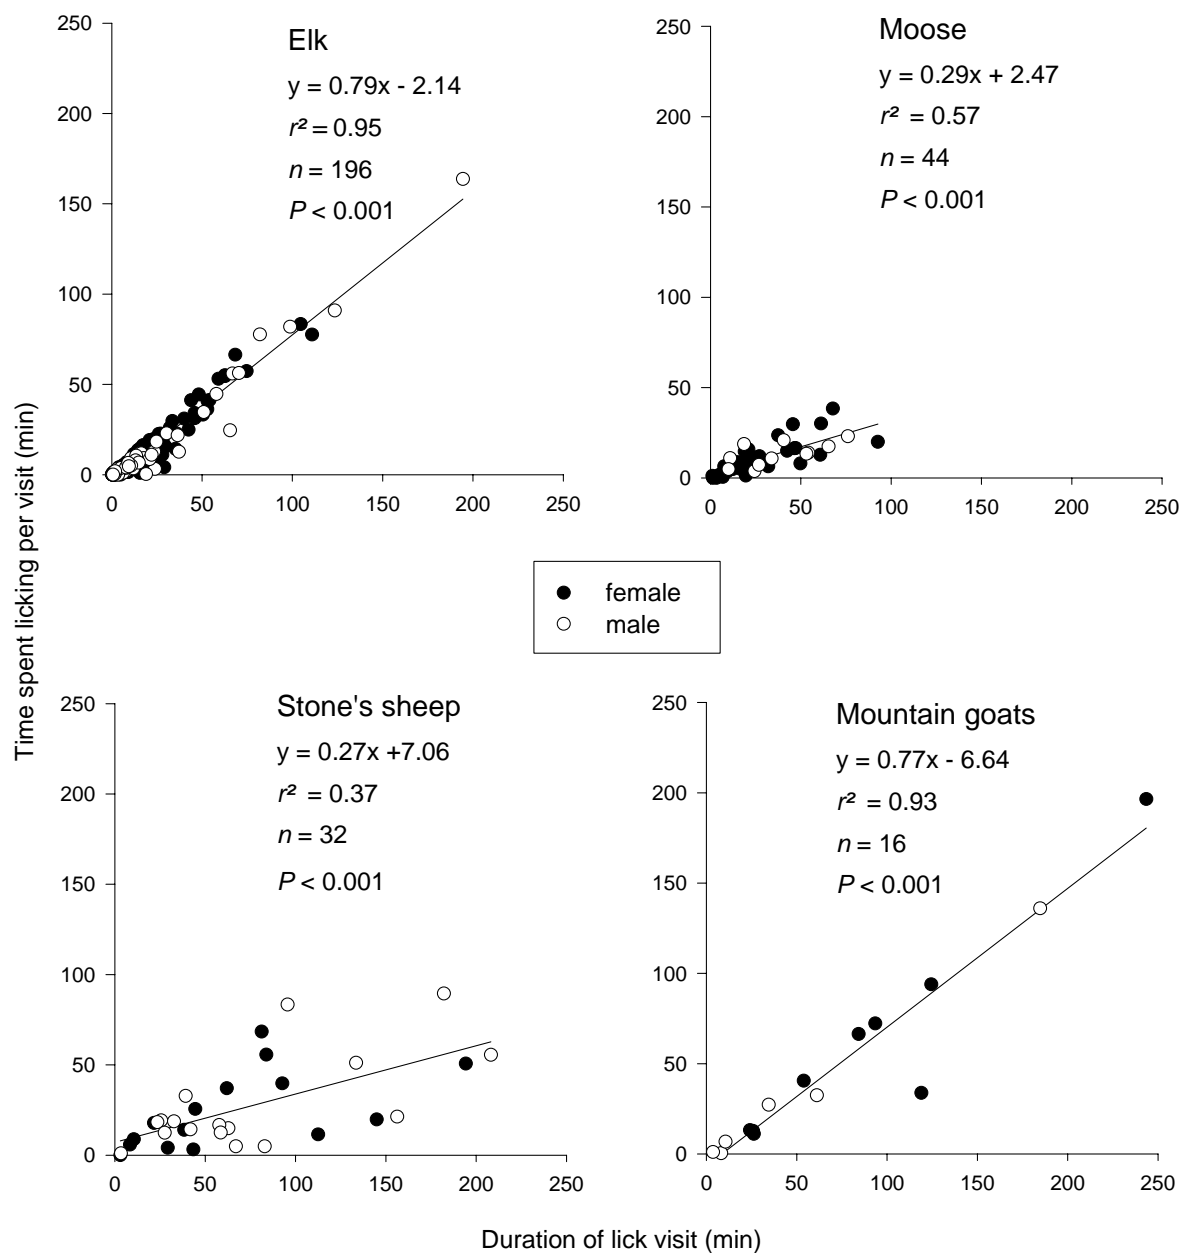 Elk
y = 0.79x - 2.14
r² = 0.95
n = 196
P < 0.001
250
200
150
100
50
0
0 50 100 150 200 250
Moose
y = 0.29x + 2.47
r² = 0.57
n = 44
P < 0.001
250
200
150
100
50
0
0 50 100 150 200 250
Time spent licking per visit (min)
female
male
Stone's sheep
y = 0.27x +7.06
r² = 0.37
n = 32
P < 0.001
250
200
150
100
50
0
0 50 100 150 200 250
Mountain goats
y = 0.77x - 6.64
r² = 0.93
n = 16
P < 0.001
250
200
150
100
50
0
0 50 100 150 200 250
Duration of lick visit (min)